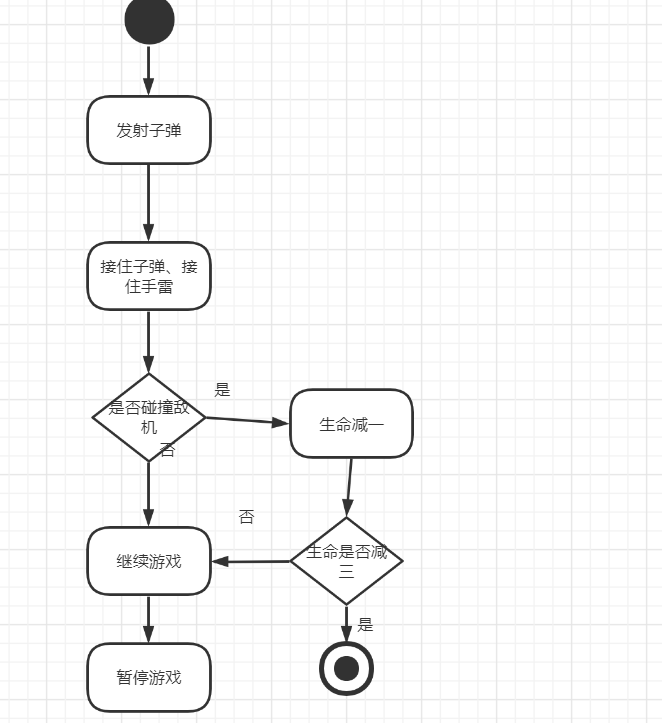 发射子弹
接住子弹、接
住手雷
是
是否碰撞敌
机
否
生命减一
否
生命是否减
三
继续游戏
是
暂停游戏